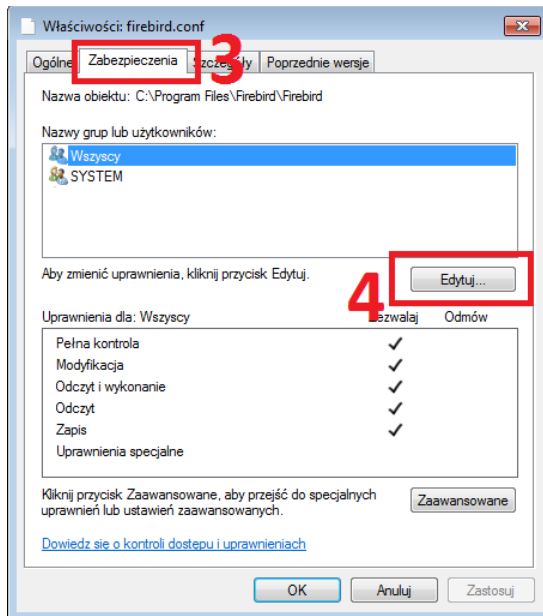 Właściwości: firebird.conf
Ogólne Zabezpieczenia 3 Szczegóły Poprzednie wersje
Nazwa obiektu: C:\Program Files\Firebird\Firebird
Nazwy grup lub użytkowników:
Wszyscy
SYSTEM
Aby zmienić uprawnienia, kliknij przycisk Edytuj.
4 Edytuj...
Uprawnienia dla: Wszyscy Zezwalaj Odmów
Pełna kontrola
Modyfikacja
Odczyt i wykonanie
Odczyt
Zapis
Uprawnienia specjalne
Kliknij przycisk Zaawansowane, aby przejść do specjalnych
uprawnień lub ustawień zaawansowanych.
Zaawansowane
Dowiedz się o kontroli dostępu i uprawnieniach
OK Anuluj Zastosuj